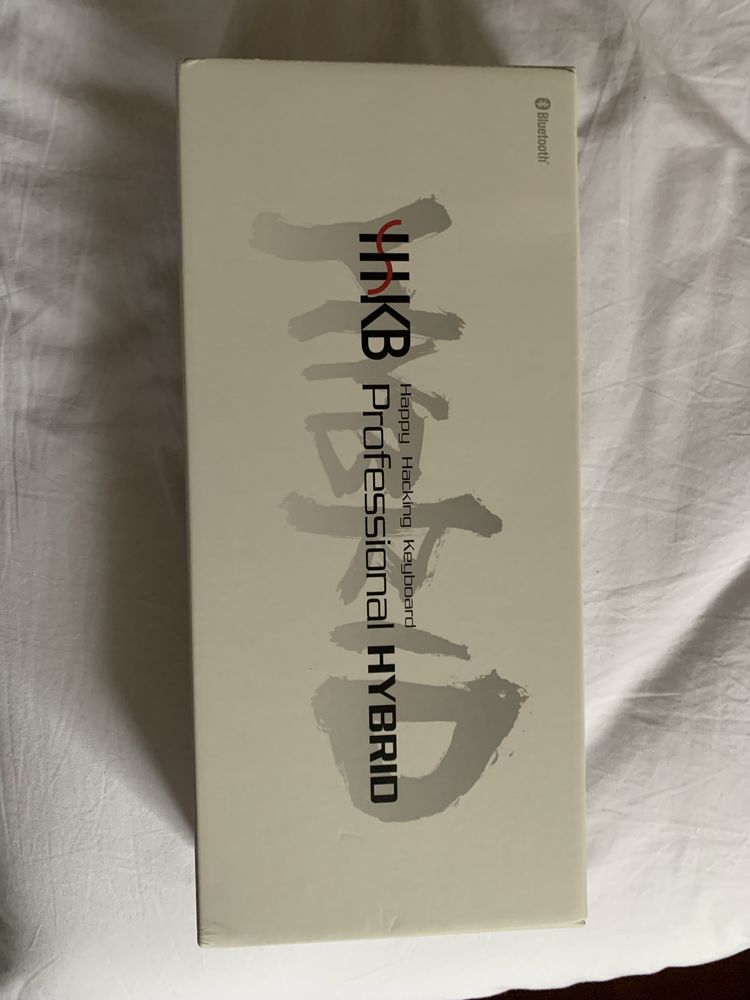 Bluetooth®
Happy Hacking Keyboard
HHKB Professional HYBRID